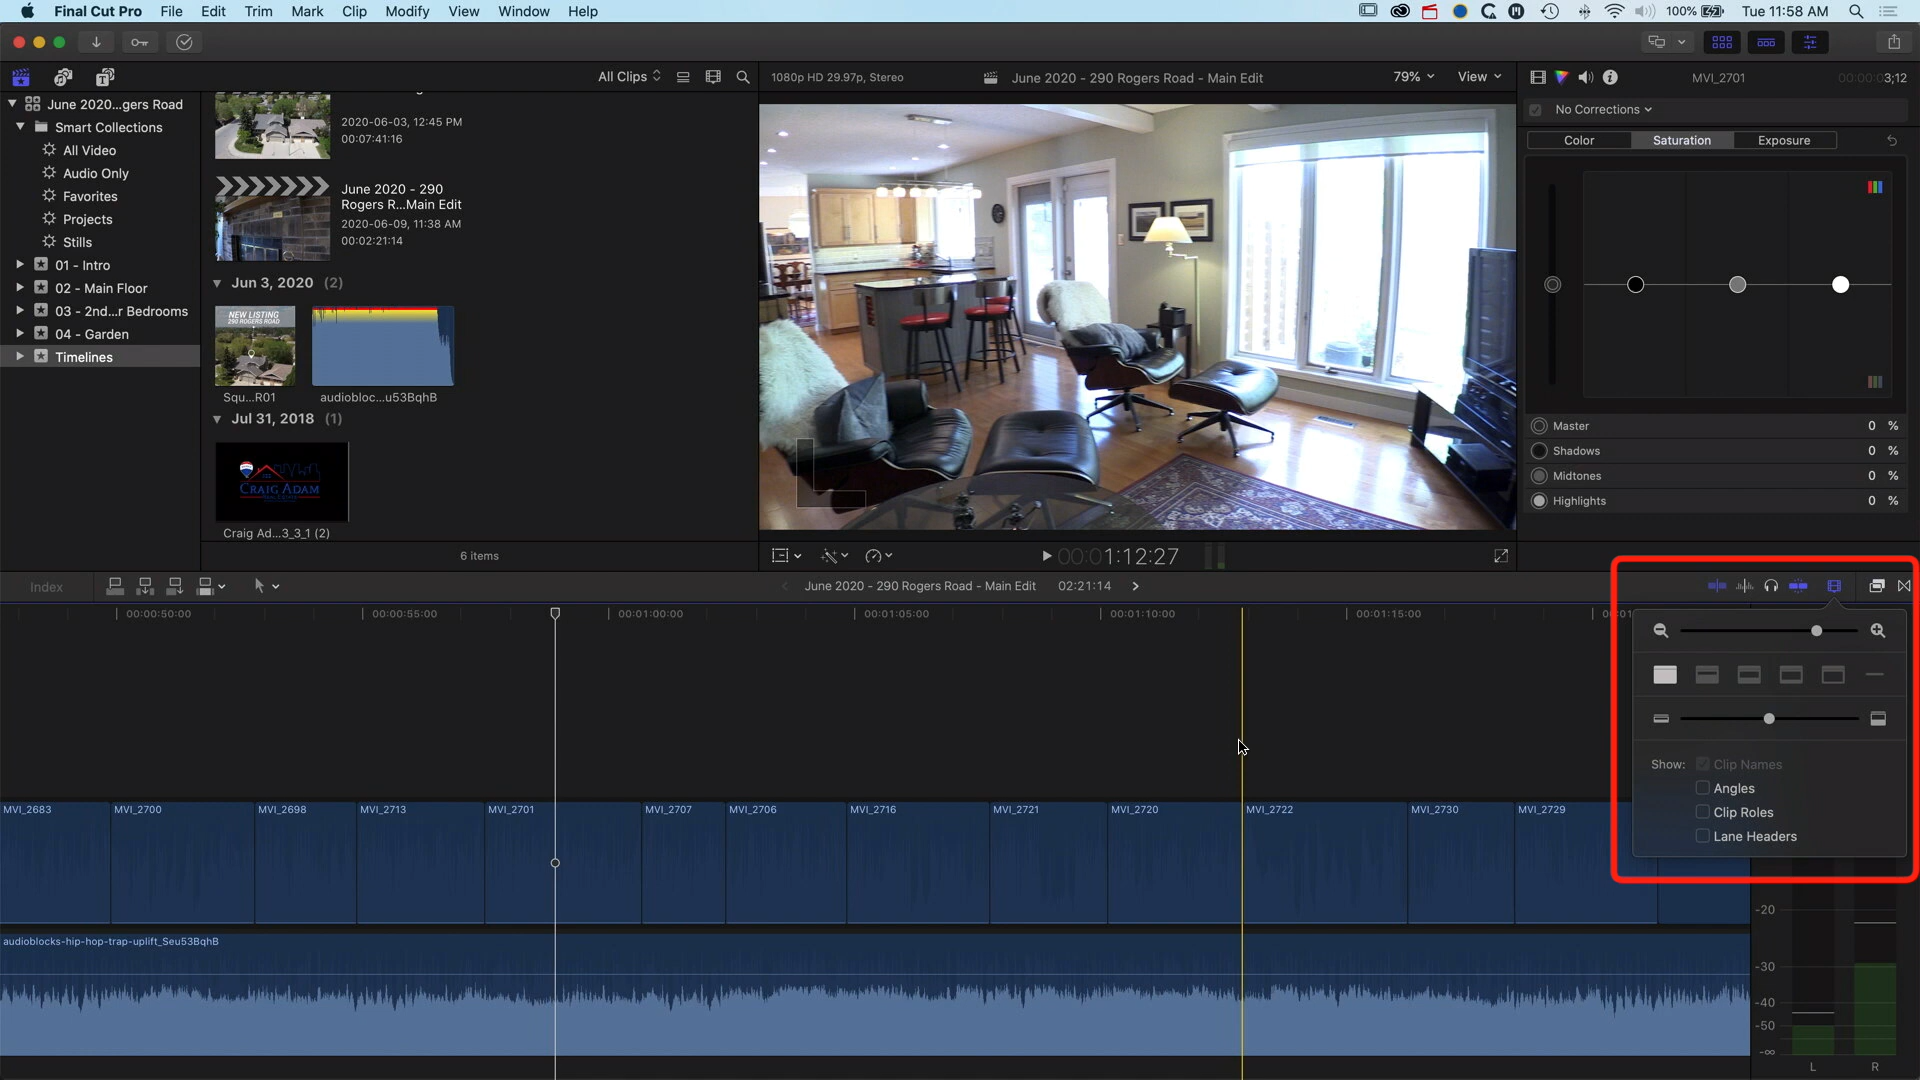 Final Cut Pro File Edit Trim Mark Clip Modify View Window Help
100% Tue 11:58 AM
All Clips
1080p HD 29.97p, Stereo
June 2020 - 290 Rogers Road - Main Edit
79% View
MVI_2701
00:00:03;12
June 2020...gers Road
Smart Collections
All Video
Audio Only
Favorites
Projects
Stills
01 - Intro
02 - Main Floor
03 - 2nd...r Bedrooms
04 - Garden
Timelines
2020-06-03, 12:45 PM
00:07:41:16
June 2020 - 290
Rogers R...Main Edit
2020-06-09, 11:38 AM
00:02:21:14
Jun 3, 2020 (2)
NEW LISTING
290 ROGERS ROAD
Squ...R01
audiobloc...u53BqhB
Jul 31, 2018 (1)
CRAIG ADAM
Craig Ad...3_3_1 (2)
6 items
00:01:12:27
No Corrections
Color Saturation Exposure
Master 0 %
Shadows 0 %
Midtones 0 %
Highlights 0 %
Index
June 2020 - 290 Rogers Road - Main Edit 02:21:14
00:00:50:00 00:00:55:00 00:01:00:00 00:01:05:00 00:01:10:00 00:01:15:00
Show: Clip Names
Angles
Clip Roles
Lane Headers
MVI_2683 MVI_2700 MVI_2698 MVI_2713 MVI_2701 MVI_2707 MVI_2706 MVI_2716 MVI_2721 MVI_2720 MVI_2722 MVI_2730 MVI_2729
audioblocks-hip-hop-trap-uplift_Seu53BqhB
-20
-30
-40
-50
-∞
L R